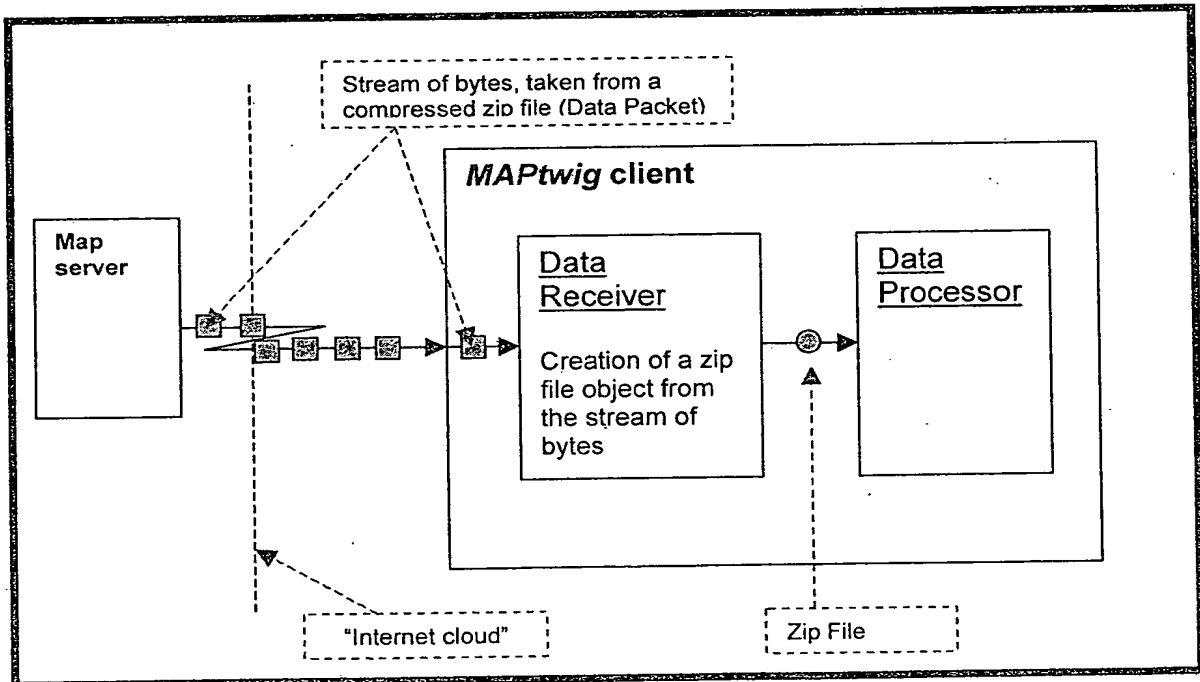 Stream of bytes, taken from a
compressed zip file (Data Packet)
MAPtwig client
Map
server
Data
Receiver
Creation of a zip
file object from
the stream of
bytes
Data
Processor
"Internet cloud"
Zip File